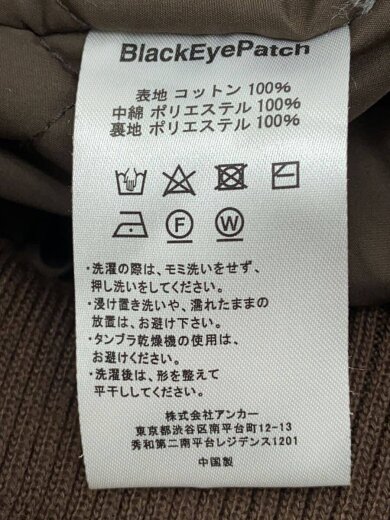 BlackEyePatch
表地 コットン 100%
中綿 ポリエステル 100%
裏地 ポリエステル 100%
F
W
・洗濯の際は、モミ洗いをせず、
押し洗いをしてください。
・浸け置き洗いや、濡れたままの
放置は、お避け下さい。
・タンブラ乾燥機の使用は、
お避けください。
・洗濯後は、形を整えて
平干ししてください。
株式会社アンカー
東京都渋谷区南平台町12-13
秀和第二南平台レジデンス1201
中国製